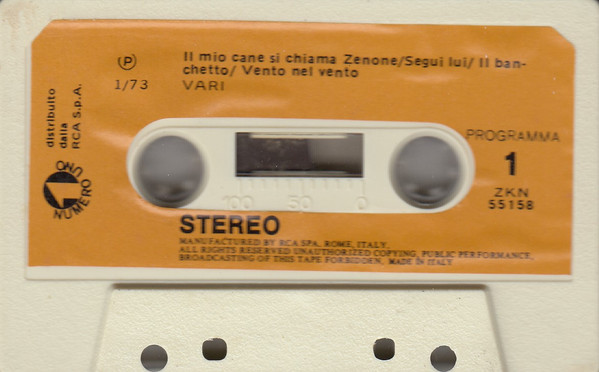 Il mio cane si chiama Zenone/Segui lui/ Il ban-
chetto/ Vento nel vento
VARI
(P)
1/73
distribuito
dalla
RCA S.p.A.
NUMERO UNO
PROGRAMMA
1
ZKN
55158
100 50 0
STEREO
MANUFACTURED BY RCA SPA, ROME, ITALY.
ALL RIGHTS RESERVED UNAUTHORIZED COPYING, PUBLIC PERFORMANCE,
BROADCASTING OF THIS TAPE FORBIDDEN, MADE IN ITALY